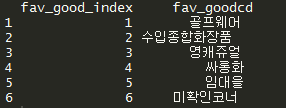 fav_good_index fav_goodcd
1 1 골프웨어
2 2 수입종합화장품
3 3 영캐쥬얼
4 4 싸롱화
5 5 임대을
6 6 미확인코너